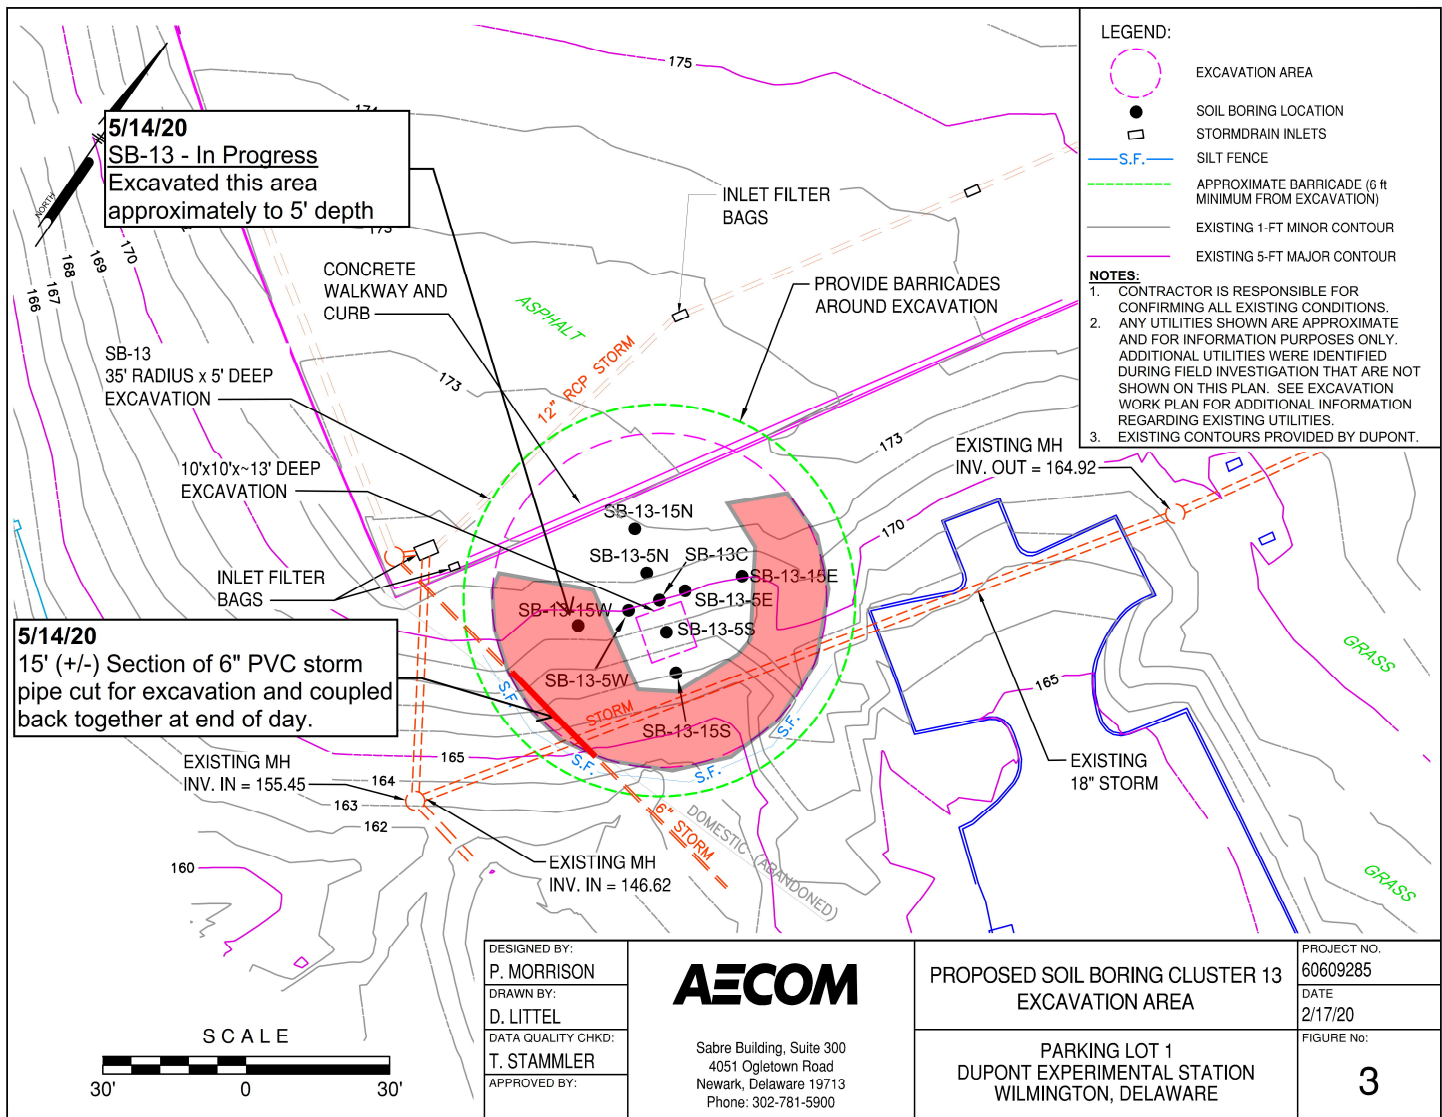 LEGEND:
EXCAVATION AREA
SOIL BORING LOCATION
STORMDRAIN INLETS
S.F.
SILT FENCE
APPROXIMATE BARRICADE (6 ft
MINIMUM FROM EXCAVATION)
EXISTING 1-FT MINOR CONTOUR
EXISTING 5-FT MAJOR CONTOUR
NOTES:
1. CONTRACTOR IS RESPONSIBLE FOR
CONFIRMING ALL EXISTING CONDITIONS.
2. ANY UTILITIES SHOWN ARE APPROXIMATE
AND FOR INFORMATION PURPOSES ONLY.
ADDITIONAL UTILITIES WERE IDENTIFIED
DURING FIELD INVESTIGATION THAT ARE NOT
SHOWN ON THIS PLAN. SEE EXCAVATION
WORK PLAN FOR ADDITIONAL INFORMATION
REGARDING EXISTING UTILITIES.
3. EXISTING CONTOURS PROVIDED BY DUPONT.
175
174
5/14/20
SB-13 - In Progress
Excavated this area
approximately to 5' depth
NORTH
173
170
169
168
167
166
INLET FILTER
BAGS
CONCRETE
WALKWAY AND
CURB
PROVIDE BARRICADES
AROUND EXCAVATION
ASPHALT
12" RCP STORM
173
SB-13
35' RADIUS x 5' DEEP
EXCAVATION
10'x10'x~13' DEEP
EXCAVATION
173
EXISTING MH
INV. OUT = 164.92
170
SB-13-15N
SB-13-5N
SB-13C
SB-13-15E
SB-13-5E
SB-13-15W
SB-13-5S
SB-13-5W
SB-13-15S
INLET FILTER
BAGS
5/14/20
15' (+/-) Section of 6" PVC storm
pipe cut for excavation and coupled
back together at end of day.
S.F.
STORM
S.F.
S.F.
S.F.
GRASS
165
EXISTING
18" STORM
165
EXISTING MH
INV. IN = 155.45
164
163
162
160
6" STORM
DOMESTIC (ABANDONED)
EXISTING MH
INV. IN = 146.62
GRASS
SCALE
30'
0
30'
DESIGNED BY:
P. MORRISON
DRAWN BY:
D. LITTEL
DATA QUALITY CHKD:
T. STAMMLER
APPROVED BY:
AECOM
Sabre Building, Suite 300
4051 Ogletown Road
Newark, Delaware 19713
Phone: 302-781-5900
PROPOSED SOIL BORING CLUSTER 13
EXCAVATION AREA
PARKING LOT 1
DUPONT EXPERIMENTAL STATION
WILMINGTON, DELAWARE
PROJECT NO.
60609285
DATE
2/17/20
FIGURE No:
3